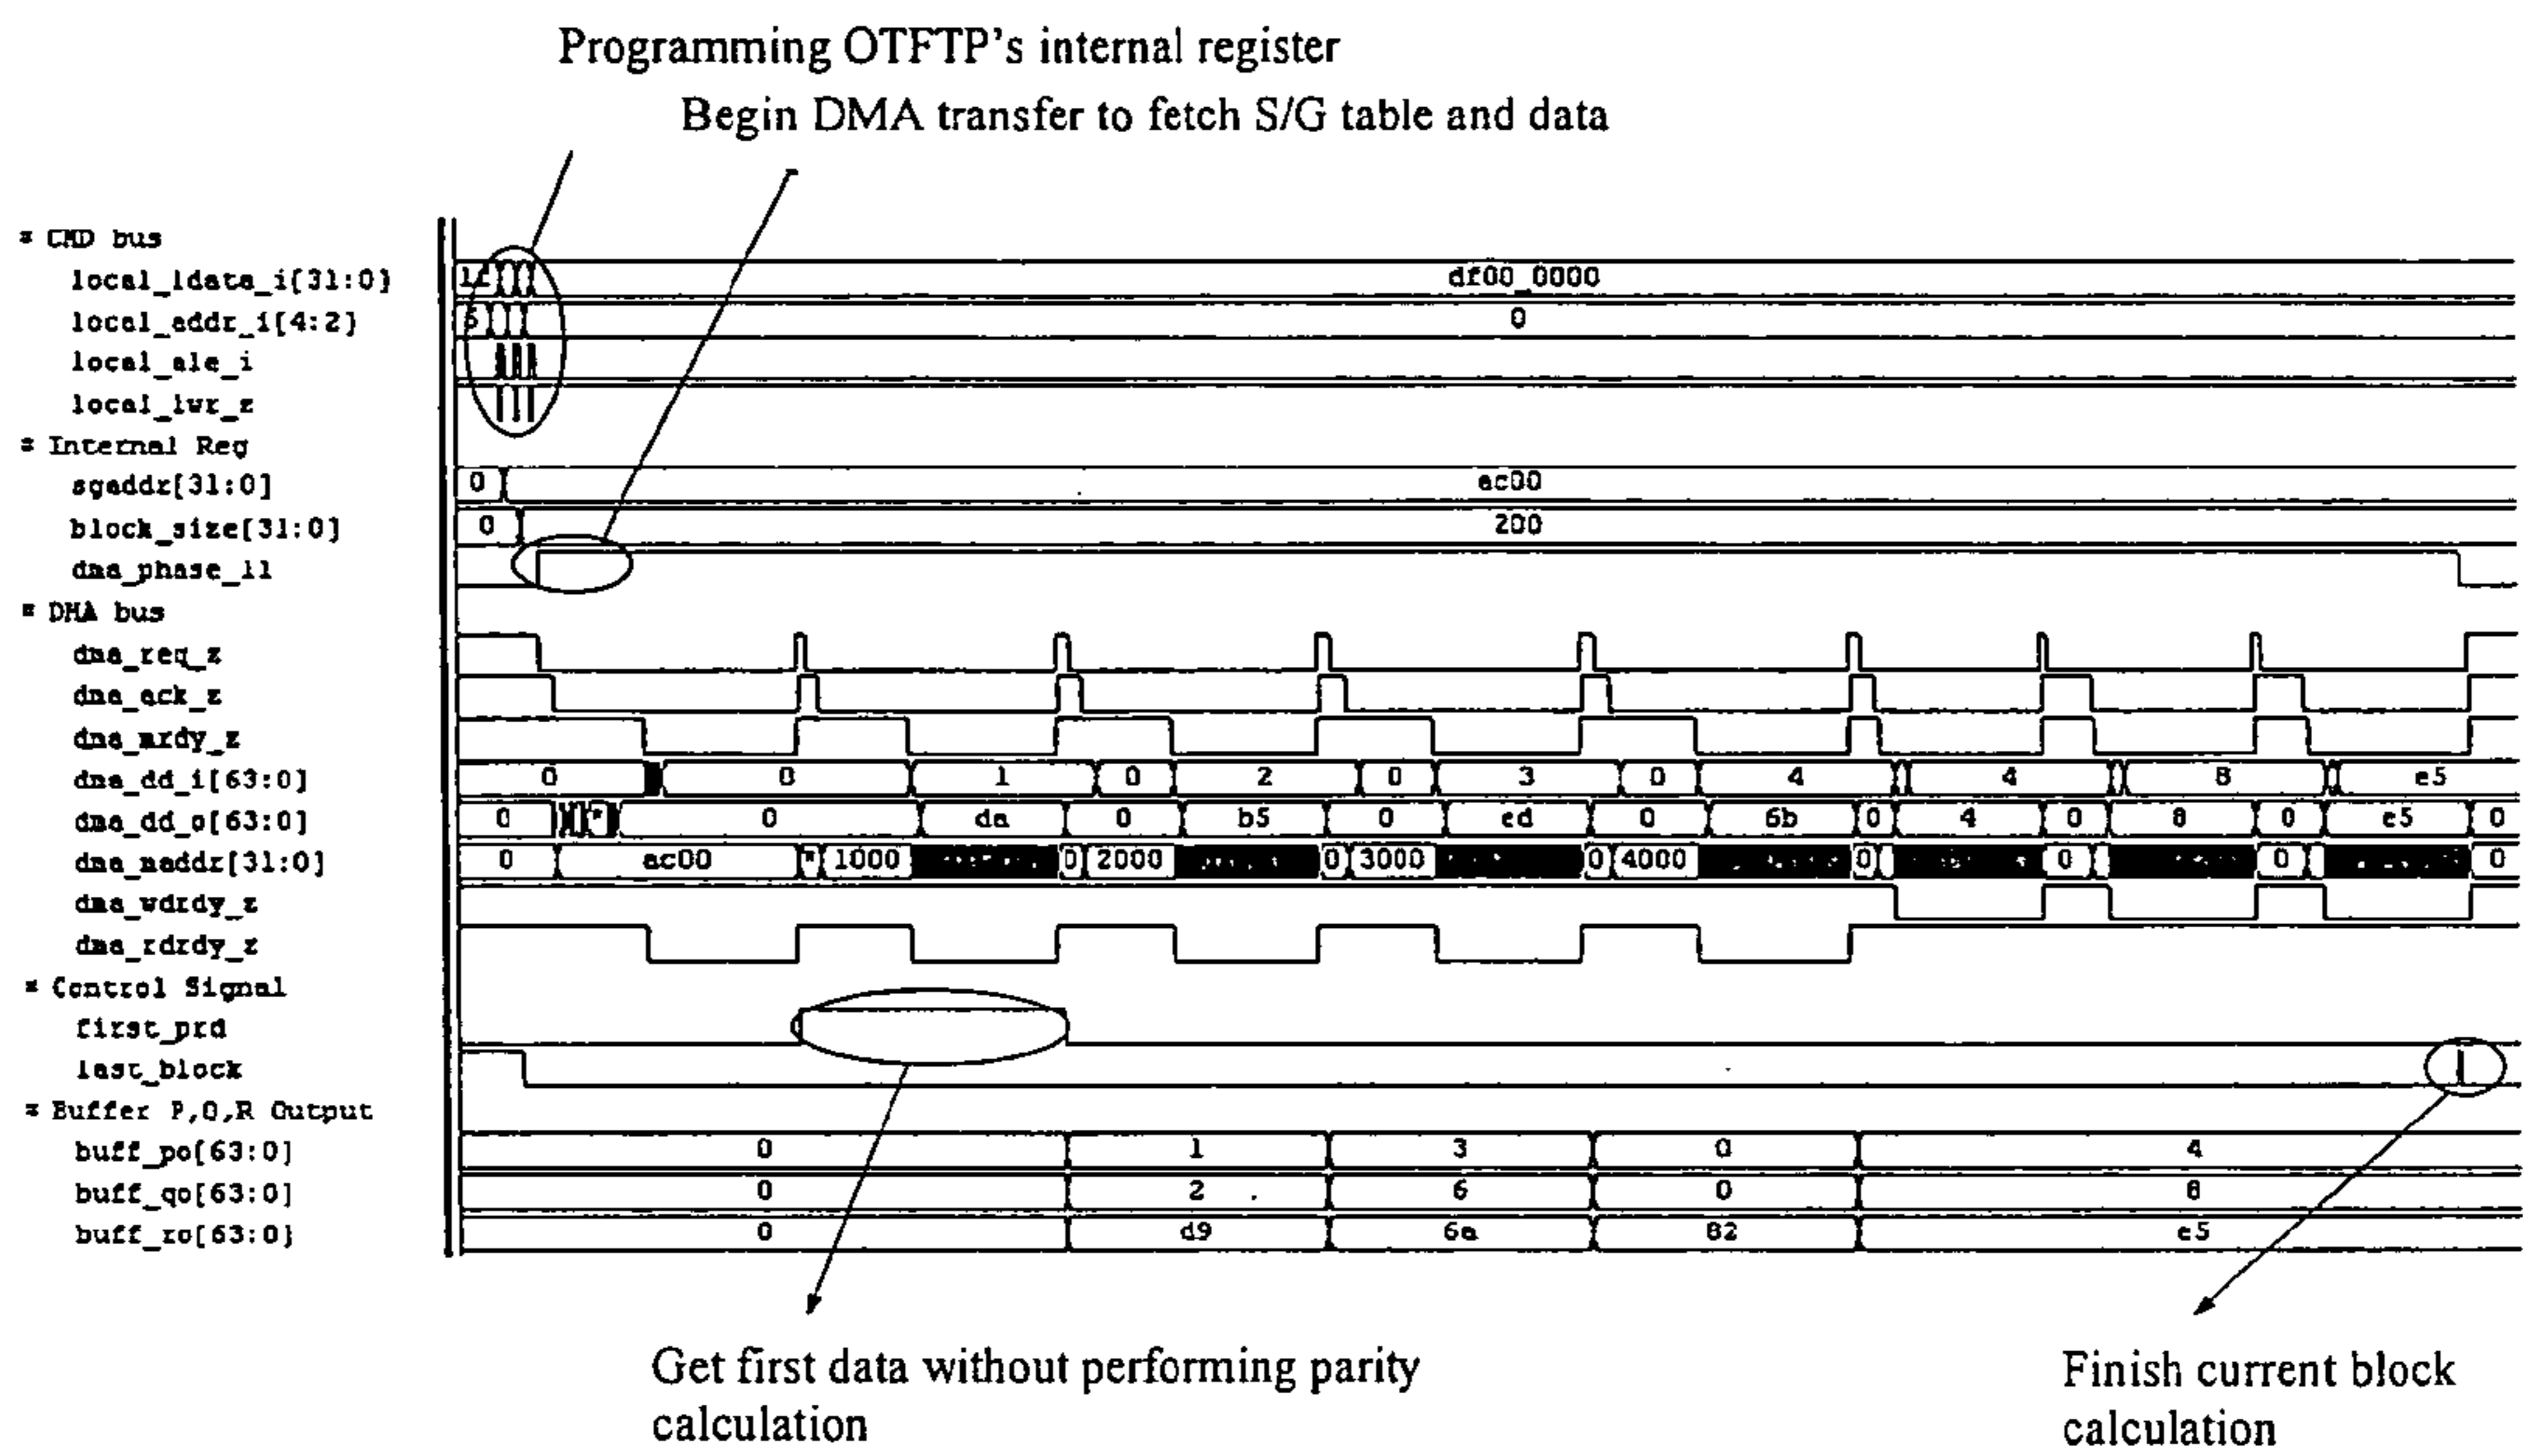 Programming OTFTP's internal register
Begin DMA transfer to fetch S/G table and data
CMD bus
local_ldata_i[31:0] df00_0000
local_addr_i[4:2] 0
local_ale_i
local_lwr_z
Internal Reg
sgaddr[31:0] 0 ac00
block_size[31:0] 0 200
dma_phase_11
DMA bus
dma_req_z
dma_ack_z
dma_mrdy_z
dma_dd_i[63:0] 0 0 1 0 2 0 3 0 4 4 8 e5
dma_dd_o[63:0] 0 * 0 da 0 b5 0 ed 0 6b 0 4 0 8 0 e5 0
dma_maddr[31:0] 0 ac00 * 1000 0 2000 0 3000 0 4000 0 0 0 0
dma_wdrdy_z
dma_rdrdy_z
Control Signal
first_prd
last_block
Buffer P,Q,R Output
buff_po[63:0] 0 1 3 0 4
buff_qo[63:0] 0 2 6 0 8
buff_ro[63:0] 0 d9 6a 82 e5
Get first data without performing parity
calculation
Finish current block
calculation